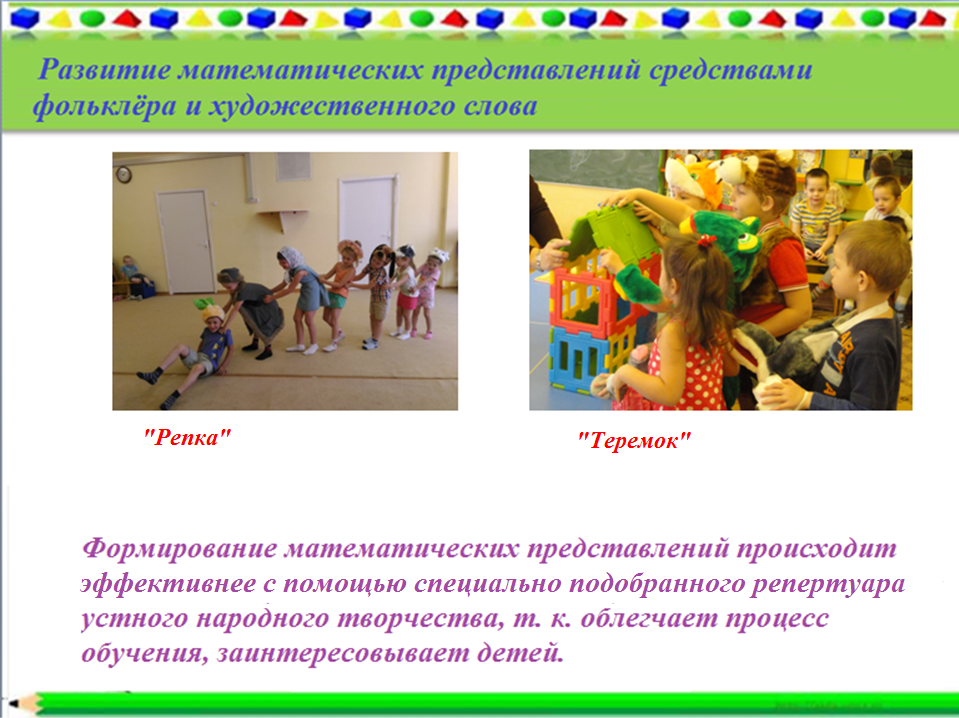 Развитие математических представлений средствами
фольклёра и художественного слова
"Репка"
"Теремок"
Формирование математических представлений происходит
эффективнее с помощью специально подобранного репертуара
устного народного творчества, т. к. облегчает процесс
обучения, заинтересовывает детей.